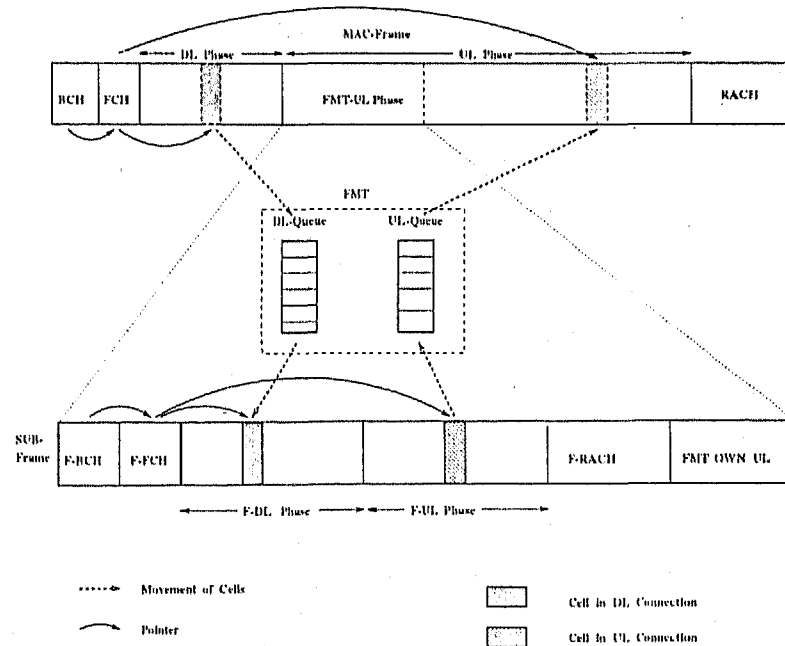 MAC-Frame
DL Phase
UL Phase
BCH
FCH
FMT-UL Phase
RACH
FMT
DL-Queue
UL-Queue
SUB-
Frame
F-BCH
F-FCH
F-RACH
FMT OWN UL
F-DL Phase
F-UL Phase
Movement of Cells
Cell in DL Connection
Pointer
Cell in UL Connection